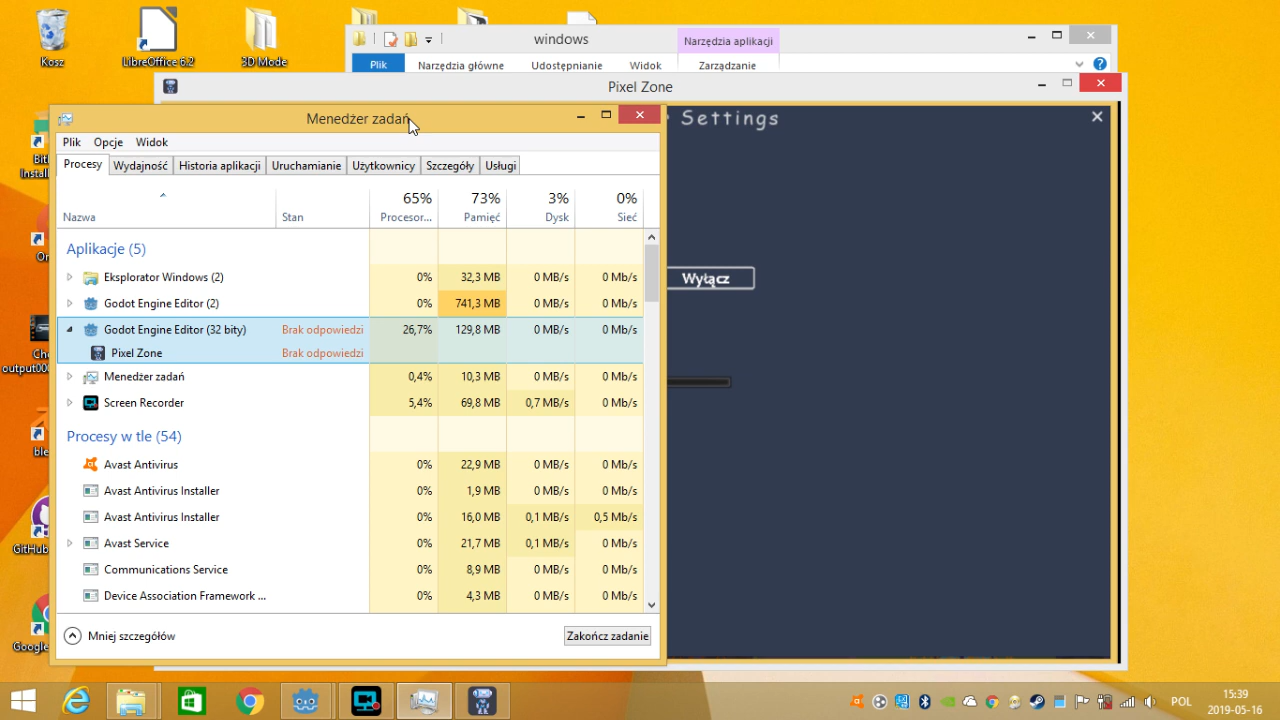 Kosz
LibreOffice 6.2
3D Mode
windows
Narzędzia aplikacji
Plik
Narzędzia główne
Udostępnianie
Widok
Zarządzanie
Pixel Zone
Settings
Wyłącz
Menedżer zadań
Plik Opcje Widok
Procesy Wydajność Historia aplikacji Uruchamianie Użytkownicy Szczegóły Usługi
65% 73% 3% 0%
Nazwa Stan Procesor... Pamięć Dysk Sieć
Aplikacje (5)
Eksplorator Windows (2) 0% 32,3 MB 0 MB/s 0 Mb/s
Godot Engine Editor (2) 0% 741,3 MB 0 MB/s 0 Mb/s
Godot Engine Editor (32 bity) Brak odpowiedzi 26,7% 129,8 MB 0 MB/s 0 Mb/s
Pixel Zone Brak odpowiedzi
Menedżer zadań 0,4% 10,3 MB 0 MB/s 0 Mb/s
Screen Recorder 5,4% 69,8 MB 0,7 MB/s 0 Mb/s
Procesy w tle (54)
Avast Antivirus 0% 22,9 MB 0 MB/s 0 Mb/s
Avast Antivirus Installer 0% 1,9 MB 0 MB/s 0 Mb/s
Avast Antivirus Installer 0% 16,0 MB 0,1 MB/s 0,5 Mb/s
Avast Service 0% 21,7 MB 0,1 MB/s 0 Mb/s
Communications Service 0% 8,9 MB 0 MB/s 0 Mb/s
Device Association Framework ... 0% 4,3 MB 0 MB/s 0 Mb/s
Mniej szczegółów
Zakończ zadanie
Bit
Instal
Or
Ch
output00
ble
GitHub
Google
POL
15:39
2019-05-16